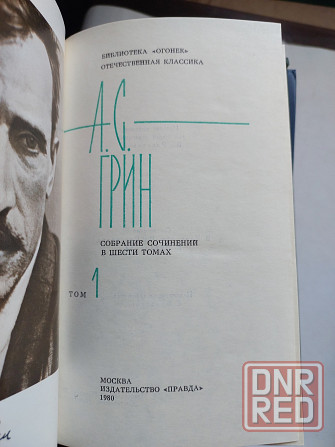 БИБЛИОТЕКА «ОГОНЕК»
ОТЕЧЕСТВЕННАЯ КЛАССИКА
А.С.
ГРИН
СОБРАНИЕ СОЧИНЕНИЙ
В ШЕСТИ ТОМАХ
ТОМ 1
МОСКВА
ИЗДАТЕЛЬСТВО «ПРАВДА»
1980
DNR
RED